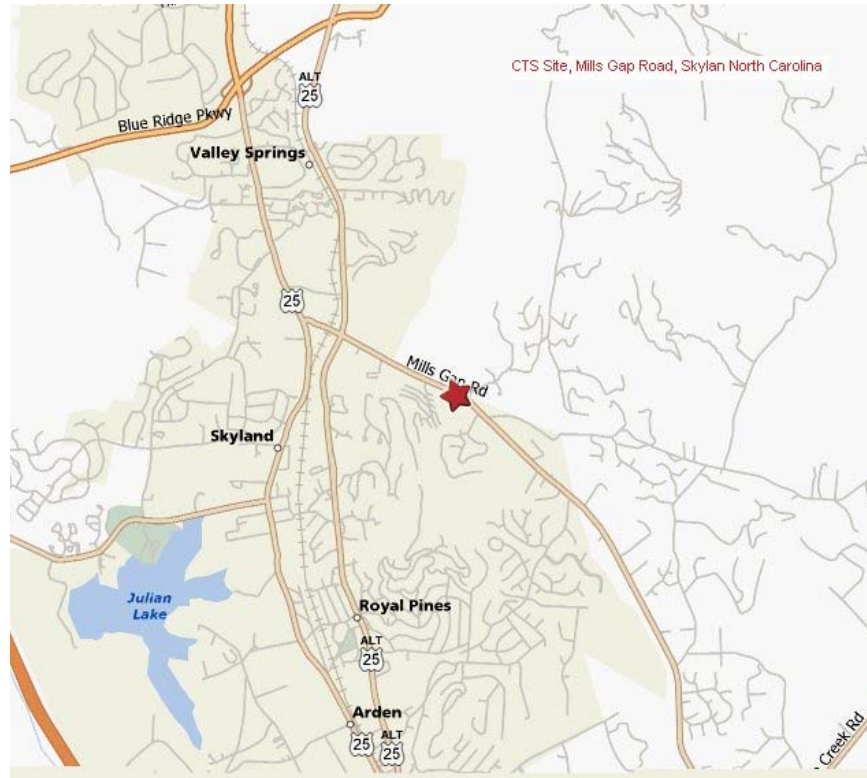 CTS Site, Mills Gap Road, Skylan North Carolina
ALT
25
Blue Ridge Pkwy
Valley Springs
25
Mills Gap Rd
Skyland
Julian
Lake
Royal Pines
ALT
25
Arden
25
ALT
25
Creek Rd